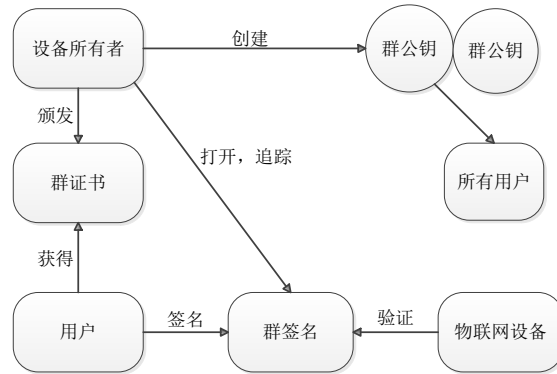 设备所有者
创建
群公钥
群公钥
颁发
打开，追踪
群证书
所有用户
获得
用户
签名
群签名
验证
物联网设备